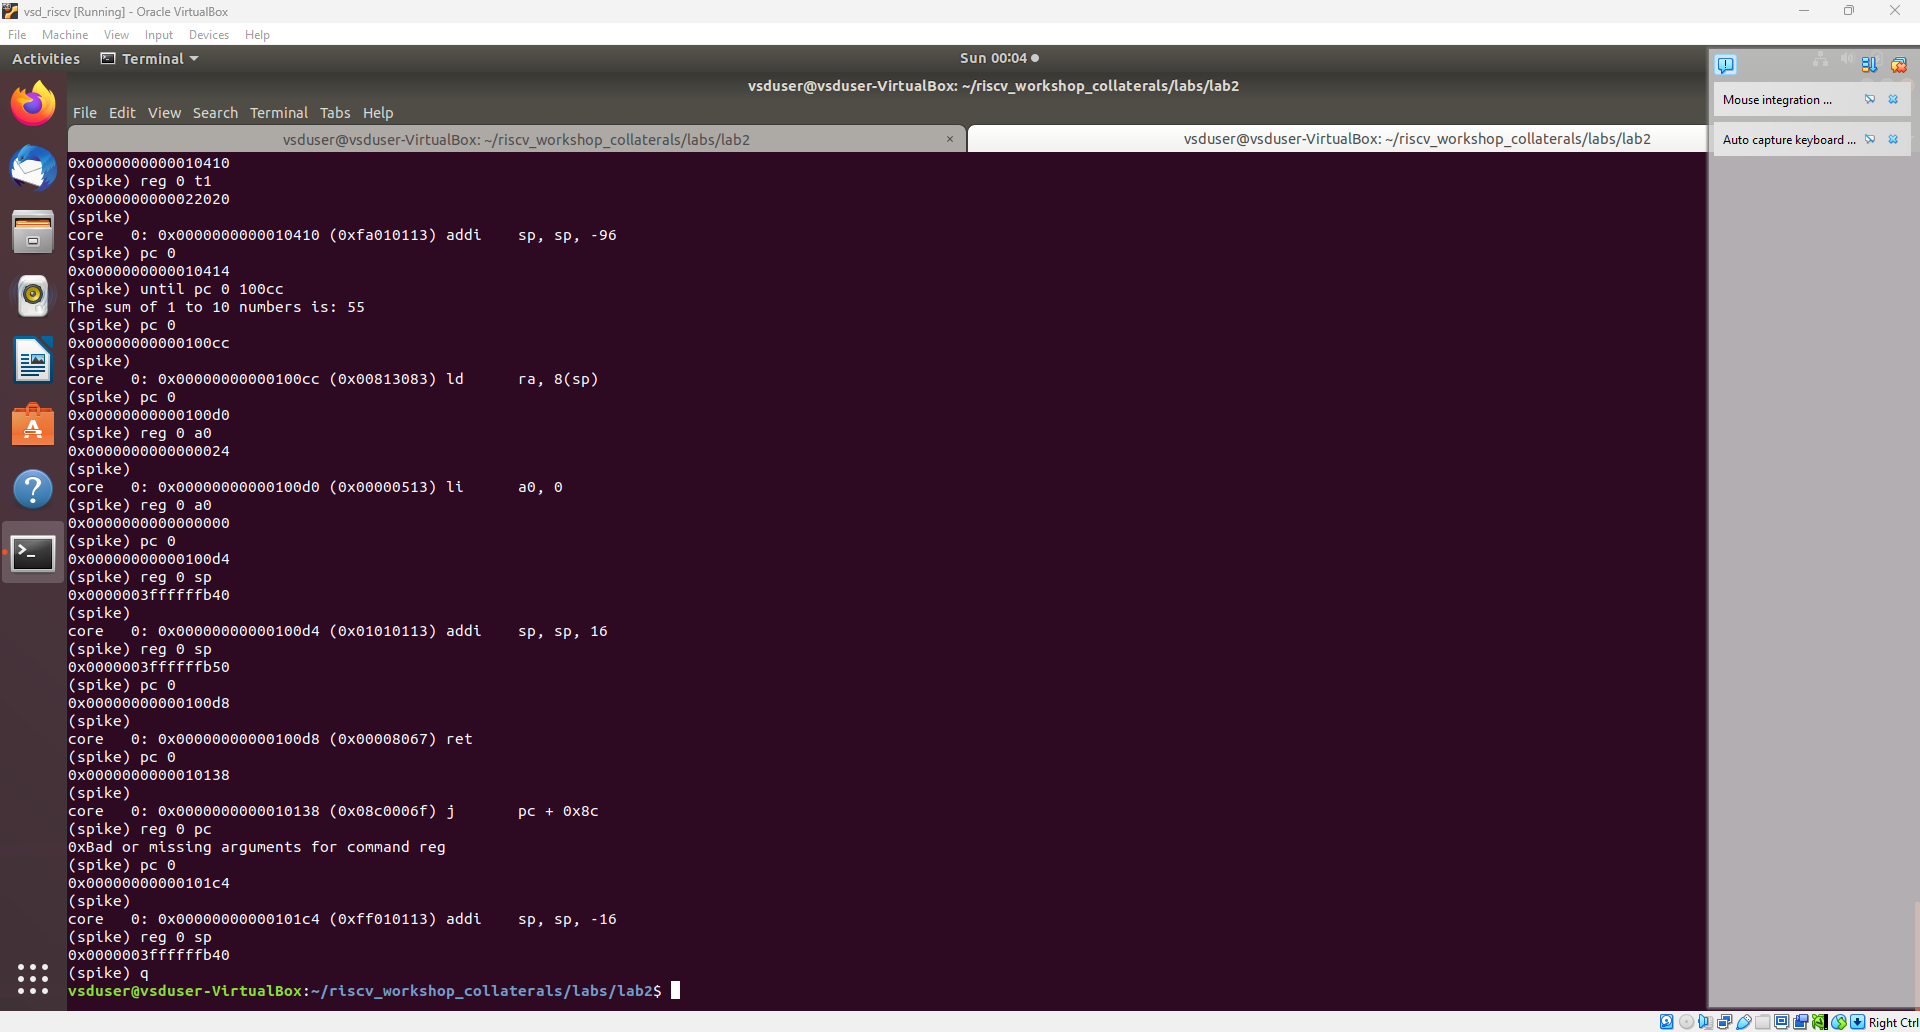 vsd_riscv [Running] - Oracle VirtualBox
File Machine View Input Devices Help
Activities Terminal Sun 00:04
vsduser@vsduser-VirtualBox: ~/riscv_workshop_collaterals/labs/lab2
File Edit View Search Terminal Tabs Help
vsduser@vsduser-VirtualBox: ~/riscv_workshop_collaterals/labs/lab2 × vsduser@vsduser-VirtualBox: ~/riscv_workshop_collaterals/labs/lab2
Mouse integration ...
Auto capture keyboard ...
0x0000000000010410
(spike) reg 0 t1
0x0000000000022020
(spike)
core   0: 0x0000000000010410 (0xfa010113) addi    sp, sp, -96
(spike) pc 0
0x0000000000010414
(spike) until pc 0 100cc
The sum of 1 to 10 numbers is: 55
(spike) pc 0
0x00000000000100cc
(spike)
core   0: 0x00000000000100cc (0x00813083) ld      ra, 8(sp)
(spike) pc 0
0x00000000000100d0
(spike) reg 0 a0
0x0000000000000024
(spike)
core   0: 0x00000000000100d0 (0x00000513) li      a0, 0
(spike) reg 0 a0
0x0000000000000000
(spike) pc 0
0x00000000000100d4
(spike) reg 0 sp
0x0000003ffffffb40
(spike)
core   0: 0x00000000000100d4 (0x01010113) addi    sp, sp, 16
(spike) reg 0 sp
0x0000003ffffffb50
(spike) pc 0
0x00000000000100d8
(spike)
core   0: 0x00000000000100d8 (0x00008067) ret
(spike) pc 0
0x0000000000010138
(spike)
core   0: 0x0000000000010138 (0x08c0006f) j       pc + 0x8c
(spike) reg 0 pc
0xBad or missing arguments for command reg
(spike) pc 0
0x00000000000101c4
(spike)
core   0: 0x00000000000101c4 (0xff010113) addi    sp, sp, -16
(spike) reg 0 sp
0x0000003ffffffb40
(spike) q
vsduser@vsduser-VirtualBox:~/riscv_workshop_collaterals/labs/lab2$
Right Ctrl